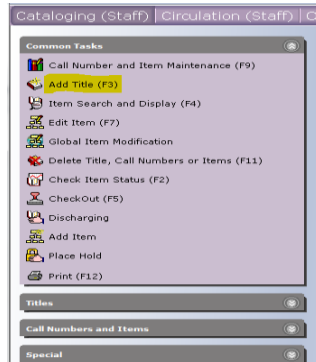 Cataloging (Staff) Circulation (Staff)
Common Tasks
Call Number and Item Maintenance (F9)
Add Title (F3)
Item Search and Display (F4)
Edit Item (F7)
Global Item Modification
Delete Title, Call Numbers or Items (F11)
Check Item Status (F2)
CheckOut (F5)
Discharging
Add Item
Place Hold
Print (F12)
Titles
Call Numbers and Items
Special